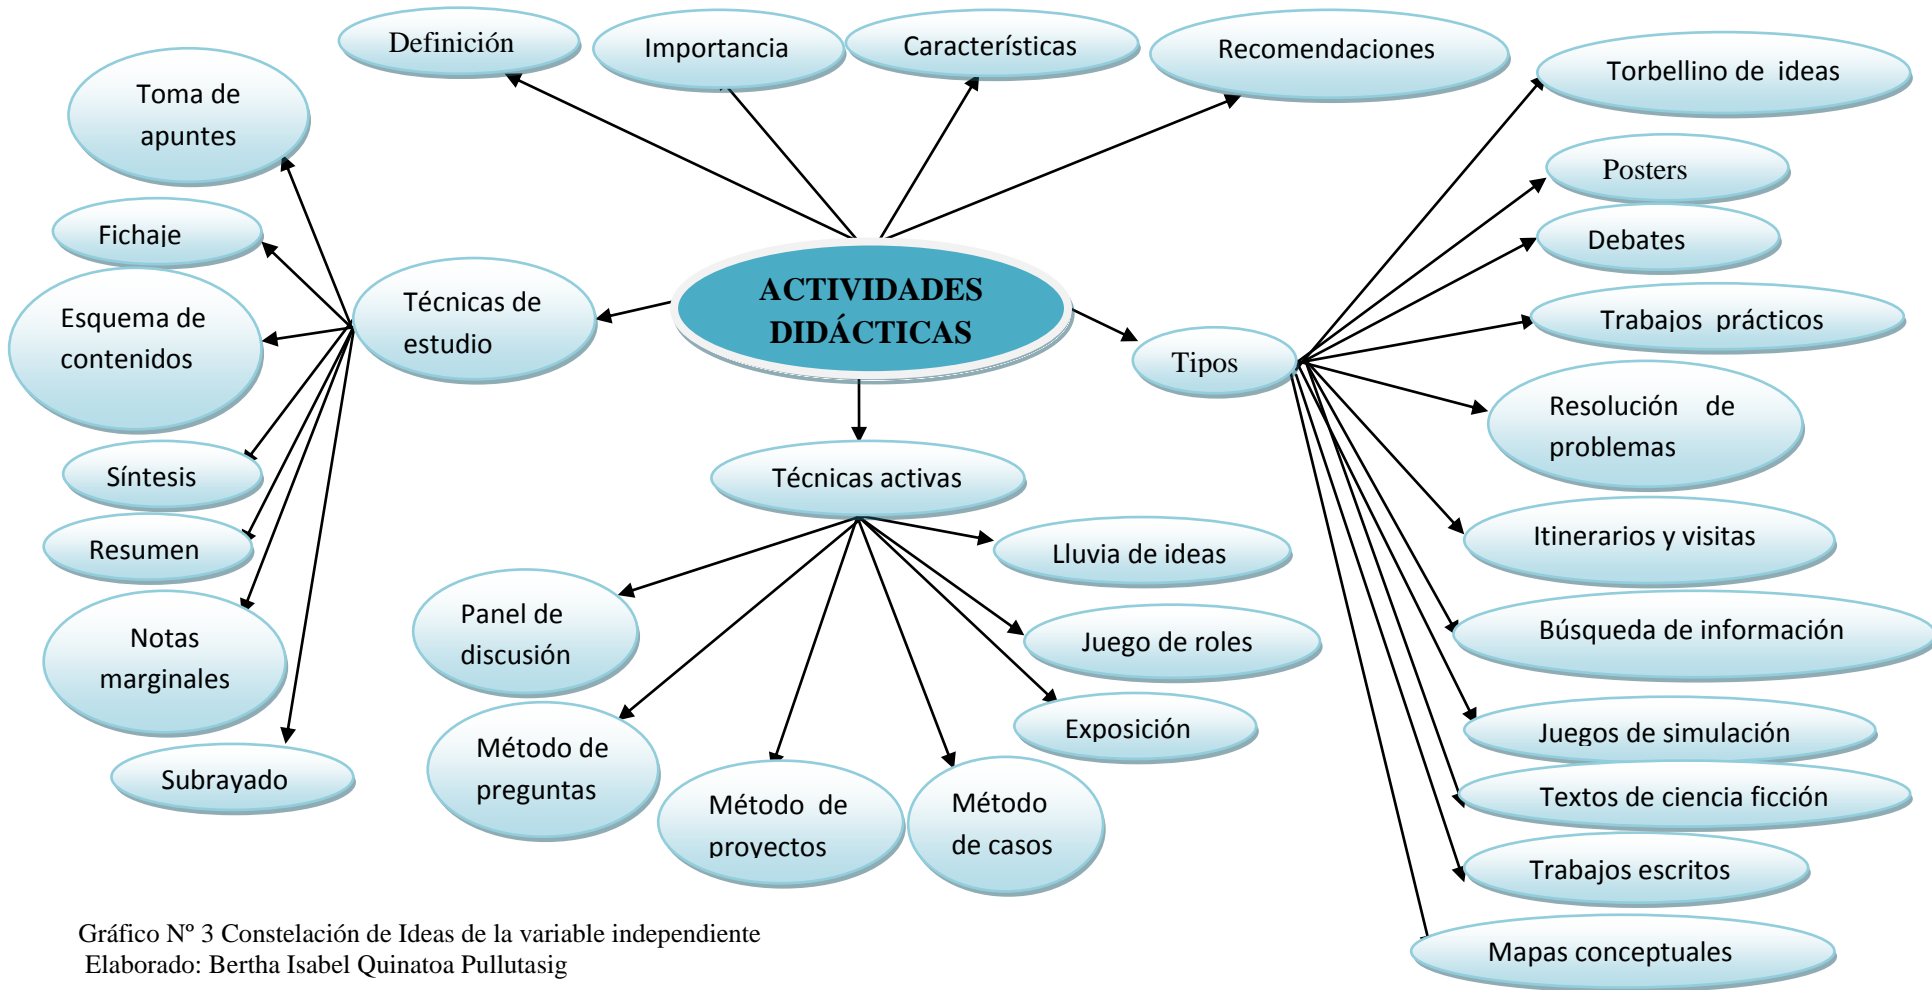 Definición
Importancia
Características
Recomendaciones
Torbellino de ideas
Toma de
apuntes
Posters
Fichaje
Debates
ACTIVIDADES
DIDÁCTICAS
Técnicas de
estudio
Esquema de
contenidos
Trabajos prácticos
Tipos
Resolución de
problemas
Síntesis
Técnicas activas
Resumen
Lluvia de ideas
Itinerarios y visitas
Panel de
discusión
Juego de roles
Búsqueda de información
Notas
marginales
Exposición
Juegos de simulación
Método de
preguntas
Subrayado
Método de
proyectos
Método
de casos
Textos de ciencia ficción
Trabajos escritos
Mapas conceptuales
Gráfico Nº 3 Constelación de Ideas de la variable independiente
Elaborado: Bertha Isabel Quinatoa Pullutasig